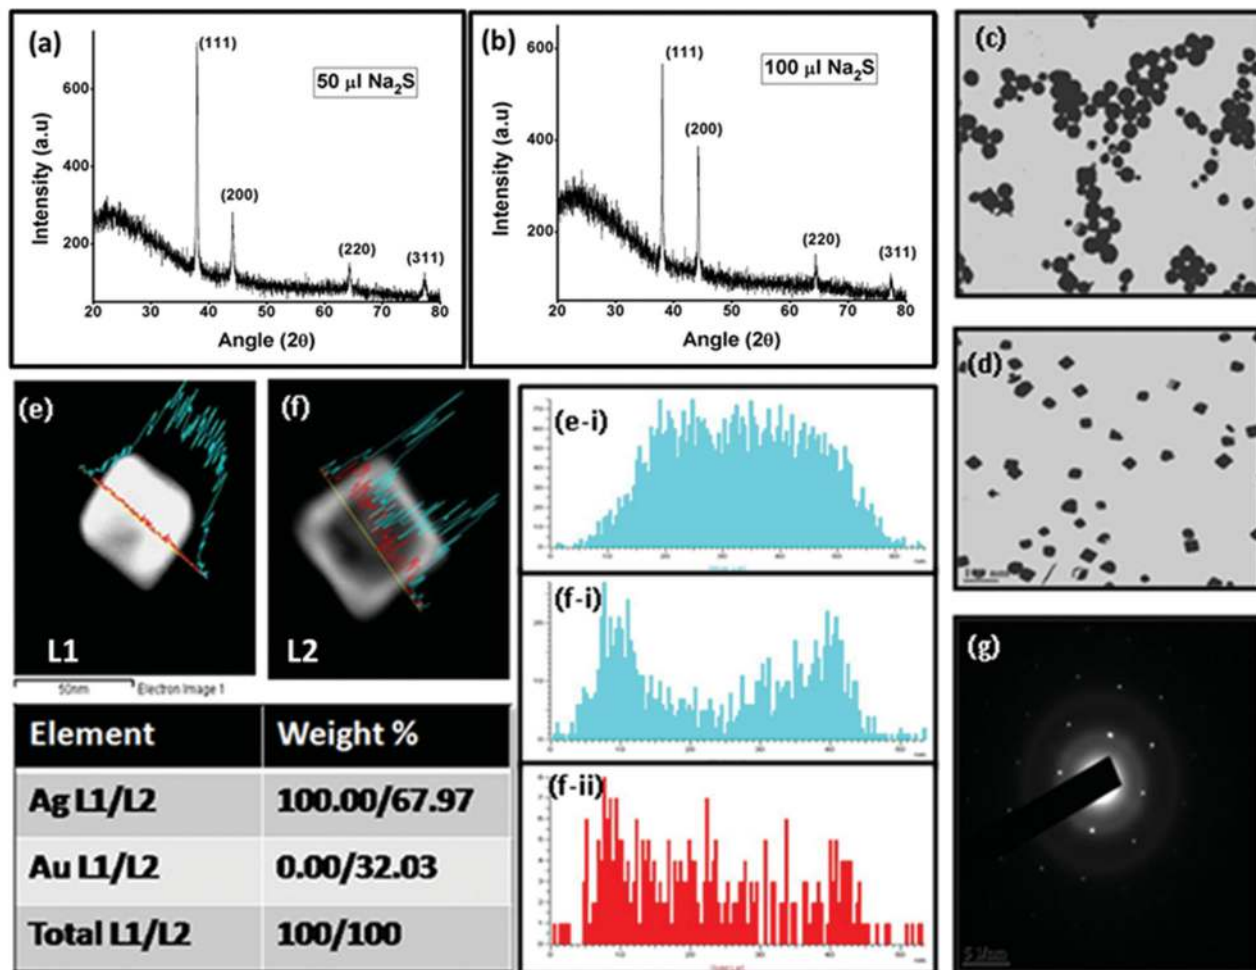 (a)
(111)
50 μl Na₂S
(200)
(220)
(311)
600
400
200
Intensity (a.u)
20 30 40 50 60 70 80
Angle (2θ)
(b)
(111)
100 μl Na₂S
(200)
(220)
(311)
600
400
200
Intensity (a.u)
20 30 40 50 60 70 80
Angle (2θ)
(c)
(d)
(e)
L1
50nm Electron Image 1
(f)
L2
(e-i)
(f-i)
(f-ii)
(g)
5 1/nm
Element Weight %
Ag L1/L2 100.00/67.97
Au L1/L2 0.00/32.03
Total L1/L2 100/100